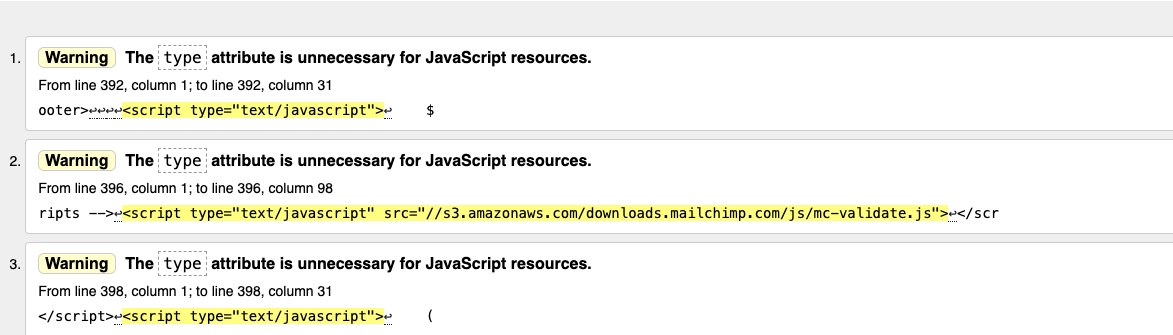 1. Warning The type attribute is unnecessary for JavaScript resources.
From line 392, column 1; to line 392, column 31
ooter>↩↩↩↩<script type="text/javascript">↩    $
2. Warning The type attribute is unnecessary for JavaScript resources.
From line 396, column 1; to line 396, column 98
ripts -->↩<script type="text/javascript" src="//s3.amazonaws.com/downloads.mailchimp.com/js/mc-validate.js">↩</scr
3. Warning The type attribute is unnecessary for JavaScript resources.
From line 398, column 1; to line 398, column 31
</script>↩<script type="text/javascript">↩    (